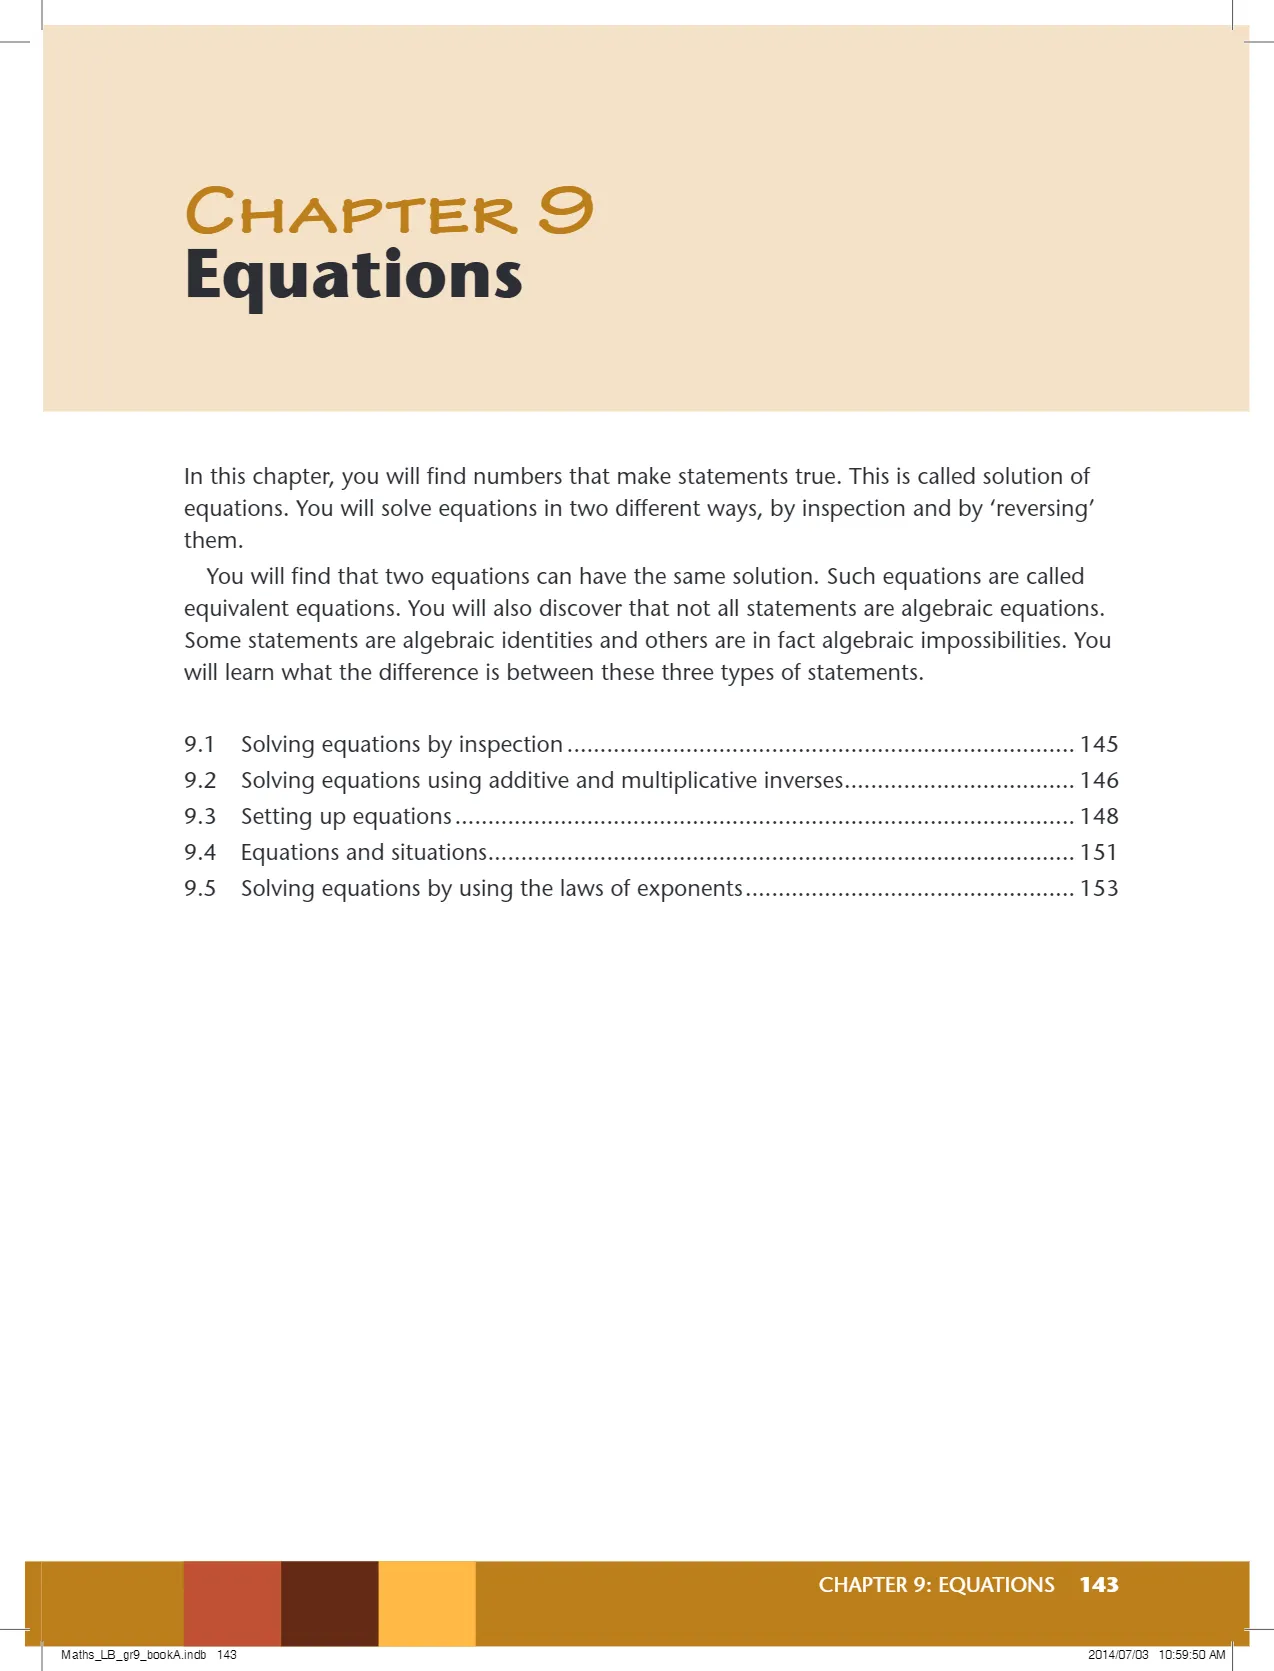 CHAPTER 9
Equations
In this chapter, you will find numbers that make statements true. This is called solution of
equations. You will solve equations in two different ways, by inspection and by ‘reversing’
them.
You will find that two equations can have the same solution. Such equations are called
equivalent equations. You will also discover that not all statements are algebraic equations.
Some statements are algebraic identities and others are in fact algebraic impossibilities. You
will learn what the difference is between these three types of statements.
9.1 Solving equations by inspection ............................................................................. 145
9.2 Solving equations using additive and multiplicative inverses................................... 146
9.3 Setting up equations .............................................................................................. 148
9.4 Equations and situations......................................................................................... 151
9.5 Solving equations by using the laws of exponents .................................................. 153
CHAPTER 9: EQUATIONS 143
Maths_LB_gr9_bookA.indb 143
2014/07/03 10:59:50 AM